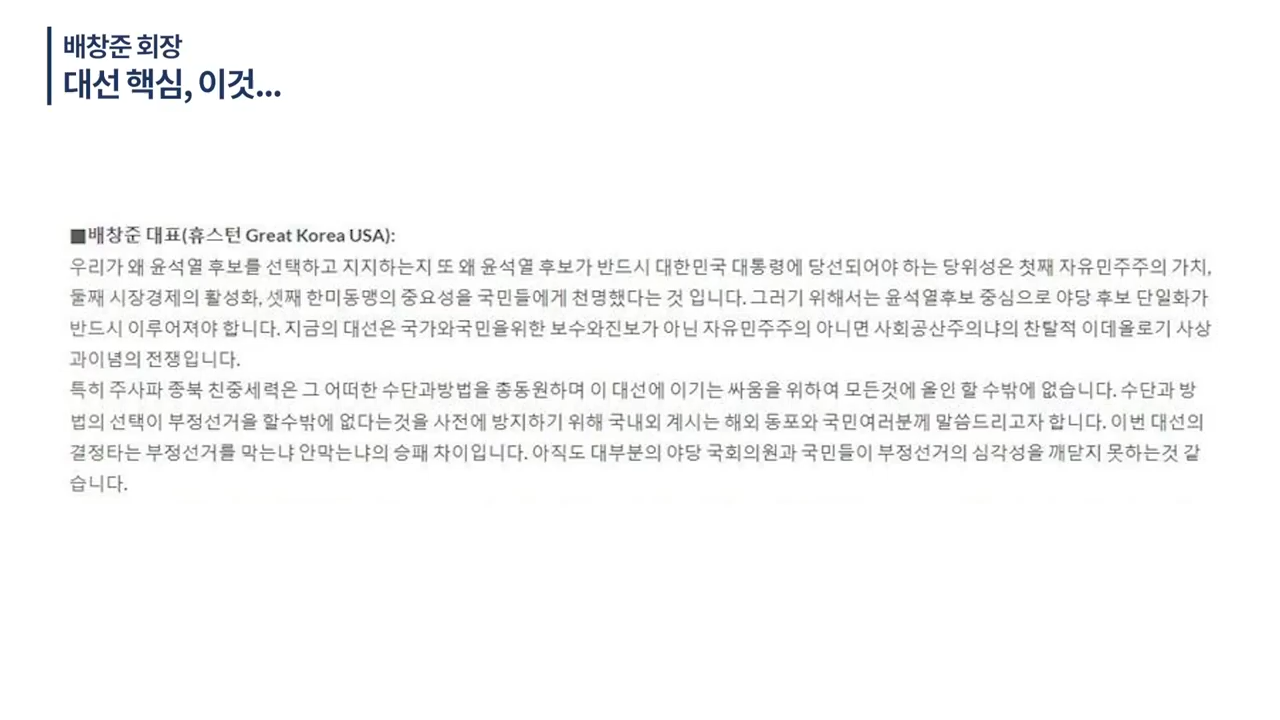 배창준 회장
대선 핵심, 이것...
■배창준 대표(휴스턴 Great Korea USA):
우리가 왜 윤석열 후보를 선택하고 지지하는지 또 왜 윤석열 후보가 반드시 대한민국 대통령에 당선되어야 하는 당위성은 첫째 자유민주주의 가치,
둘째 시장경제의 활성화, 셋째 한미동맹의 중요성을 국민들에게 천명했다는 것 입니다. 그러기 위해서는 윤석열후보 중심으로 야당 후보 단일화가
반드시 이루어져야 합니다. 지금의 대선은 국가와국민을위한 보수와진보가 아닌 자유민주주의 아니면 사회공산주의냐의 찬탈적 이데올로기 사상
과이념의 전쟁입니다.
특히 주사파 종북 친중세력은 그 어떠한 수단과방법을 총동원하며 이 대선에 이기는 싸움을 위하여 모든것에 올인 할 수밖에 없습니다. 수단과 방
법의 선택이 부정선거을 할수밖에 없다는것을 사전에 방지하기 위해 국내외 계시는 해외 동포와 국민여러분께 말씀드리고자 합니다. 이번 대선의
결정타는 부정선거를 막는냐 안막는냐의 승패 차이입니다. 아직도 대부분의 야당 국회의원과 국민들이 부정선거의 심각성을 깨닫지 못하는것 같
습니다.